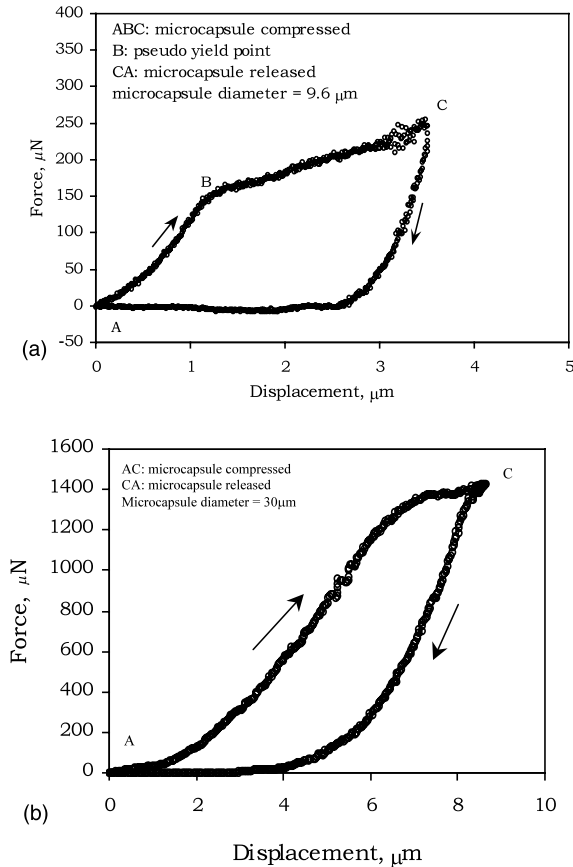 400
350
300
250
200
150
100
50
0
-50
Force, μN
ABC: microcapsule compressed
B: pseudo yield point
CA: microcapsule released
microcapsule diameter = 9.6 μm
C
B
A
(a)
0 1 2 3 4 5
Displacement, μm
1600
1400
1200
1000
800
600
400
200
0
Force, μN
AC: microcapsule compressed
CA: microcapsule released
Microcapsule diameter = 30μm
C
A
(b)
0 2 4 6 8 10
Displacement, μm